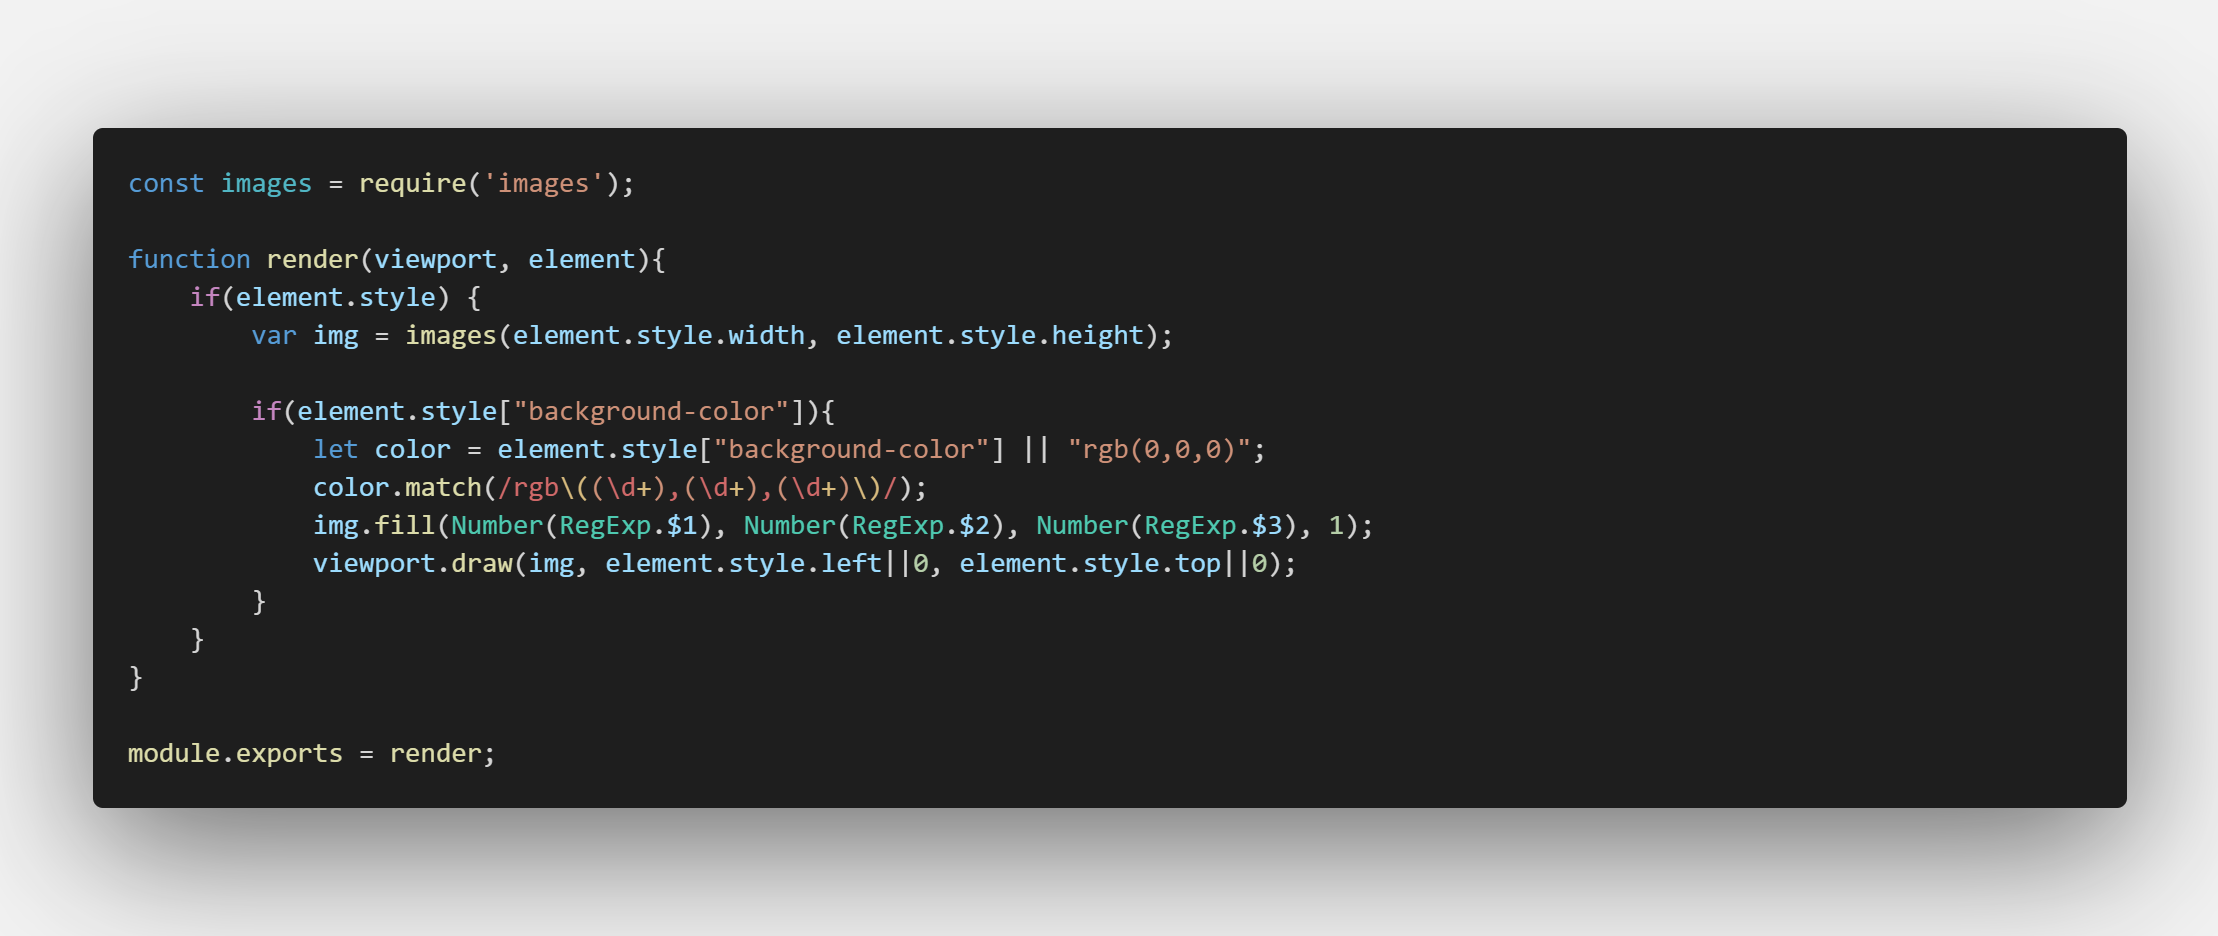 const images = require('images');

function render(viewport, element){
    if(element.style) {
        var img = images(element.style.width, element.style.height);

        if(element.style["background-color"]){
            let color = element.style["background-color"] || "rgb(0,0,0)";
            color.match(/rgb\((\d+),(\d+),(\d+)\)/);
            img.fill(Number(RegExp.$1), Number(RegExp.$2), Number(RegExp.$3), 1);
            viewport.draw(img, element.style.left||0, element.style.top||0);
        }
    }
}

module.exports = render;